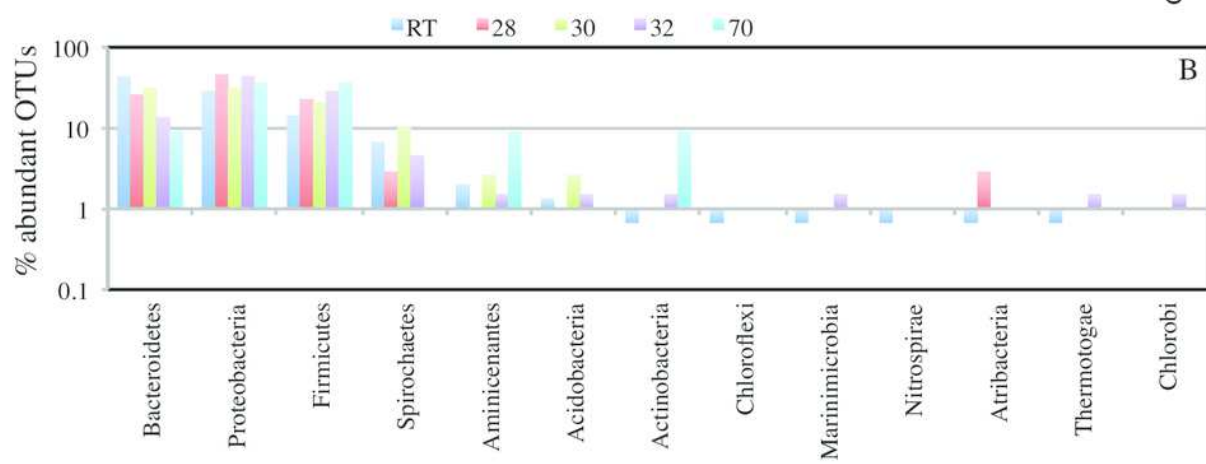 RT 28 30 32 70
B
% abundant OTUs
100
10
1
0.1
Bacteroidetes
Proteobacteria
Firmicutes
Spirochaetes
Aminicenantes
Acidobacteria
Actinobacteria
Chloroflexi
Marinimicrobia
Nitrospirae
Atribacteria
Thermotogae
Chlorobi